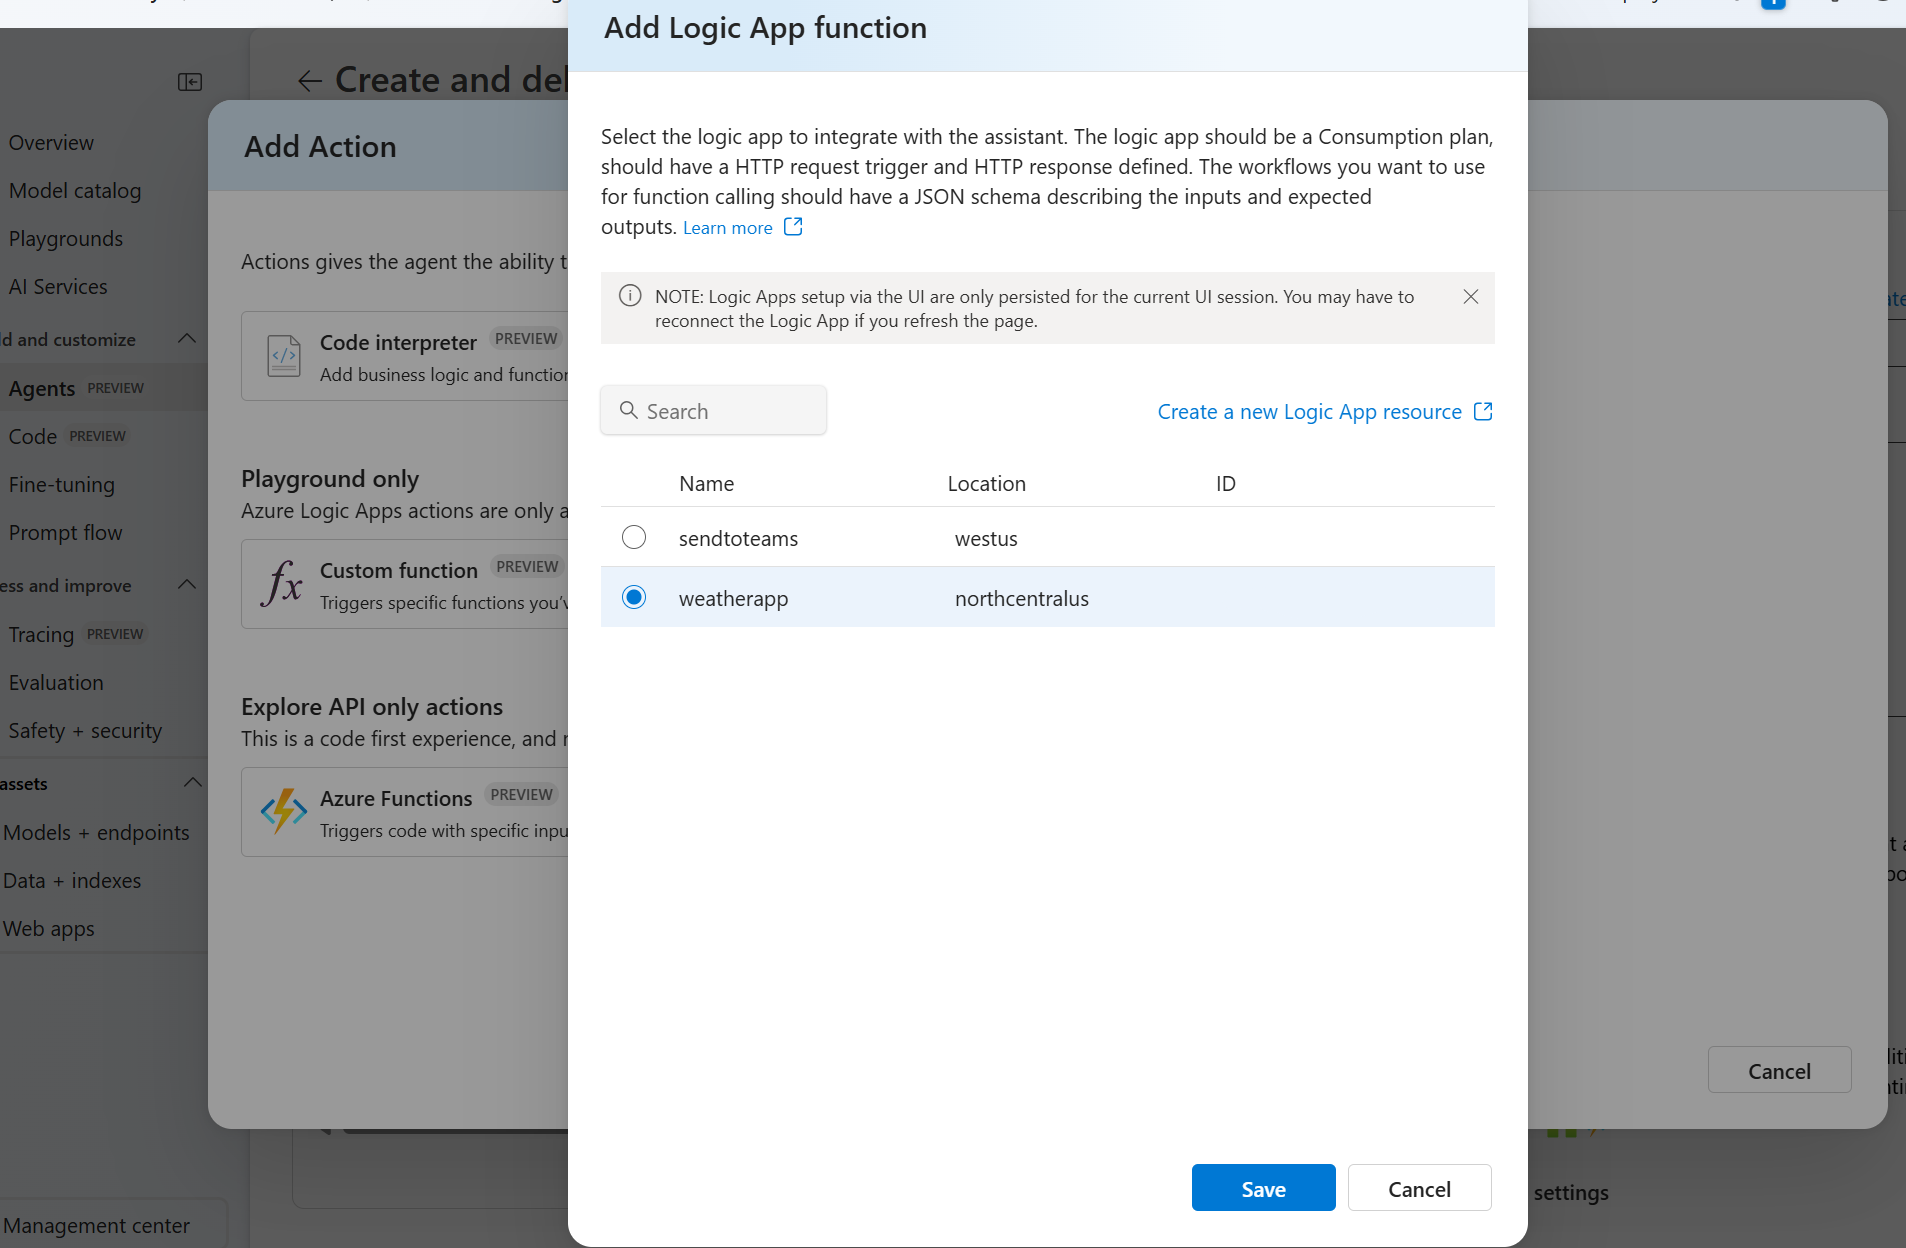 Add Logic App function
Create and del
Add Action
Overview
Model catalog
Playgrounds
AI Services
d and customize
Agents PREVIEW
Code PREVIEW
Fine-tuning
Prompt flow
ess and improve
Tracing PREVIEW
Evaluation
Safety + security
assets
Models + endpoints
Data + indexes
Web apps
Management center
Actions gives the agent the ability t
Code interpreter PREVIEW
Add business logic and function
Playground only
Azure Logic Apps actions are only a
Custom function PREVIEW
Triggers specific functions you'v
Explore API only actions
This is a code first experience, and r
Azure Functions PREVIEW
Triggers code with specific inpu
Select the logic app to integrate with the assistant. The logic app should be a Consumption plan,
should have a HTTP request trigger and HTTP response defined. The workflows you want to use
for function calling should have a JSON schema describing the inputs and expected
outputs. Learn more
NOTE: Logic Apps setup via the UI are only persisted for the current UI session. You may have to
reconnect the Logic App if you refresh the page.
Search
Create a new Logic App resource
Name Location ID
sendtoteams westus
weatherapp northcentralus
Save Cancel
Cancel
settings